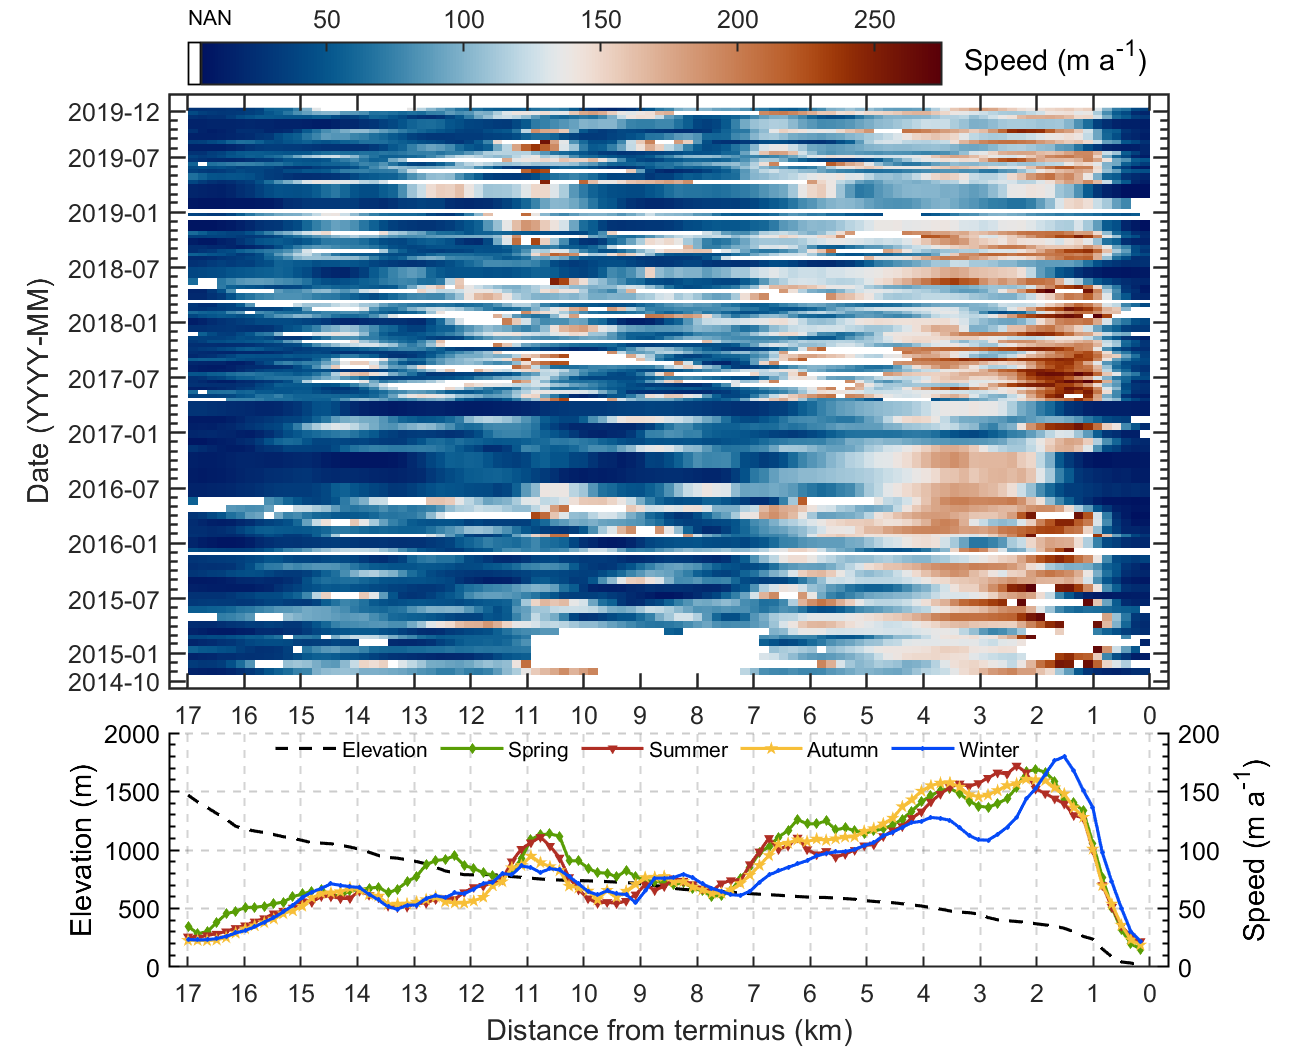 NAN 50 100 150 200 250
Speed (m a⁻¹)
Date (YYYY-MM)
2019-12
2019-07
2019-01
2018-07
2018-01
2017-07
2017-01
2016-07
2016-01
2015-07
2015-01
2014-10
17 16 15 14 13 12 11 10 9 8 7 6 5 4 3 2 1 0
Elevation Spring Summer Autumn Winter
Elevation (m)
2000
1500
1000
500
0
200
150
100
50
0
Speed (m a⁻¹)
17 16 15 14 13 12 11 10 9 8 7 6 5 4 3 2 1 0
Distance from terminus (km)